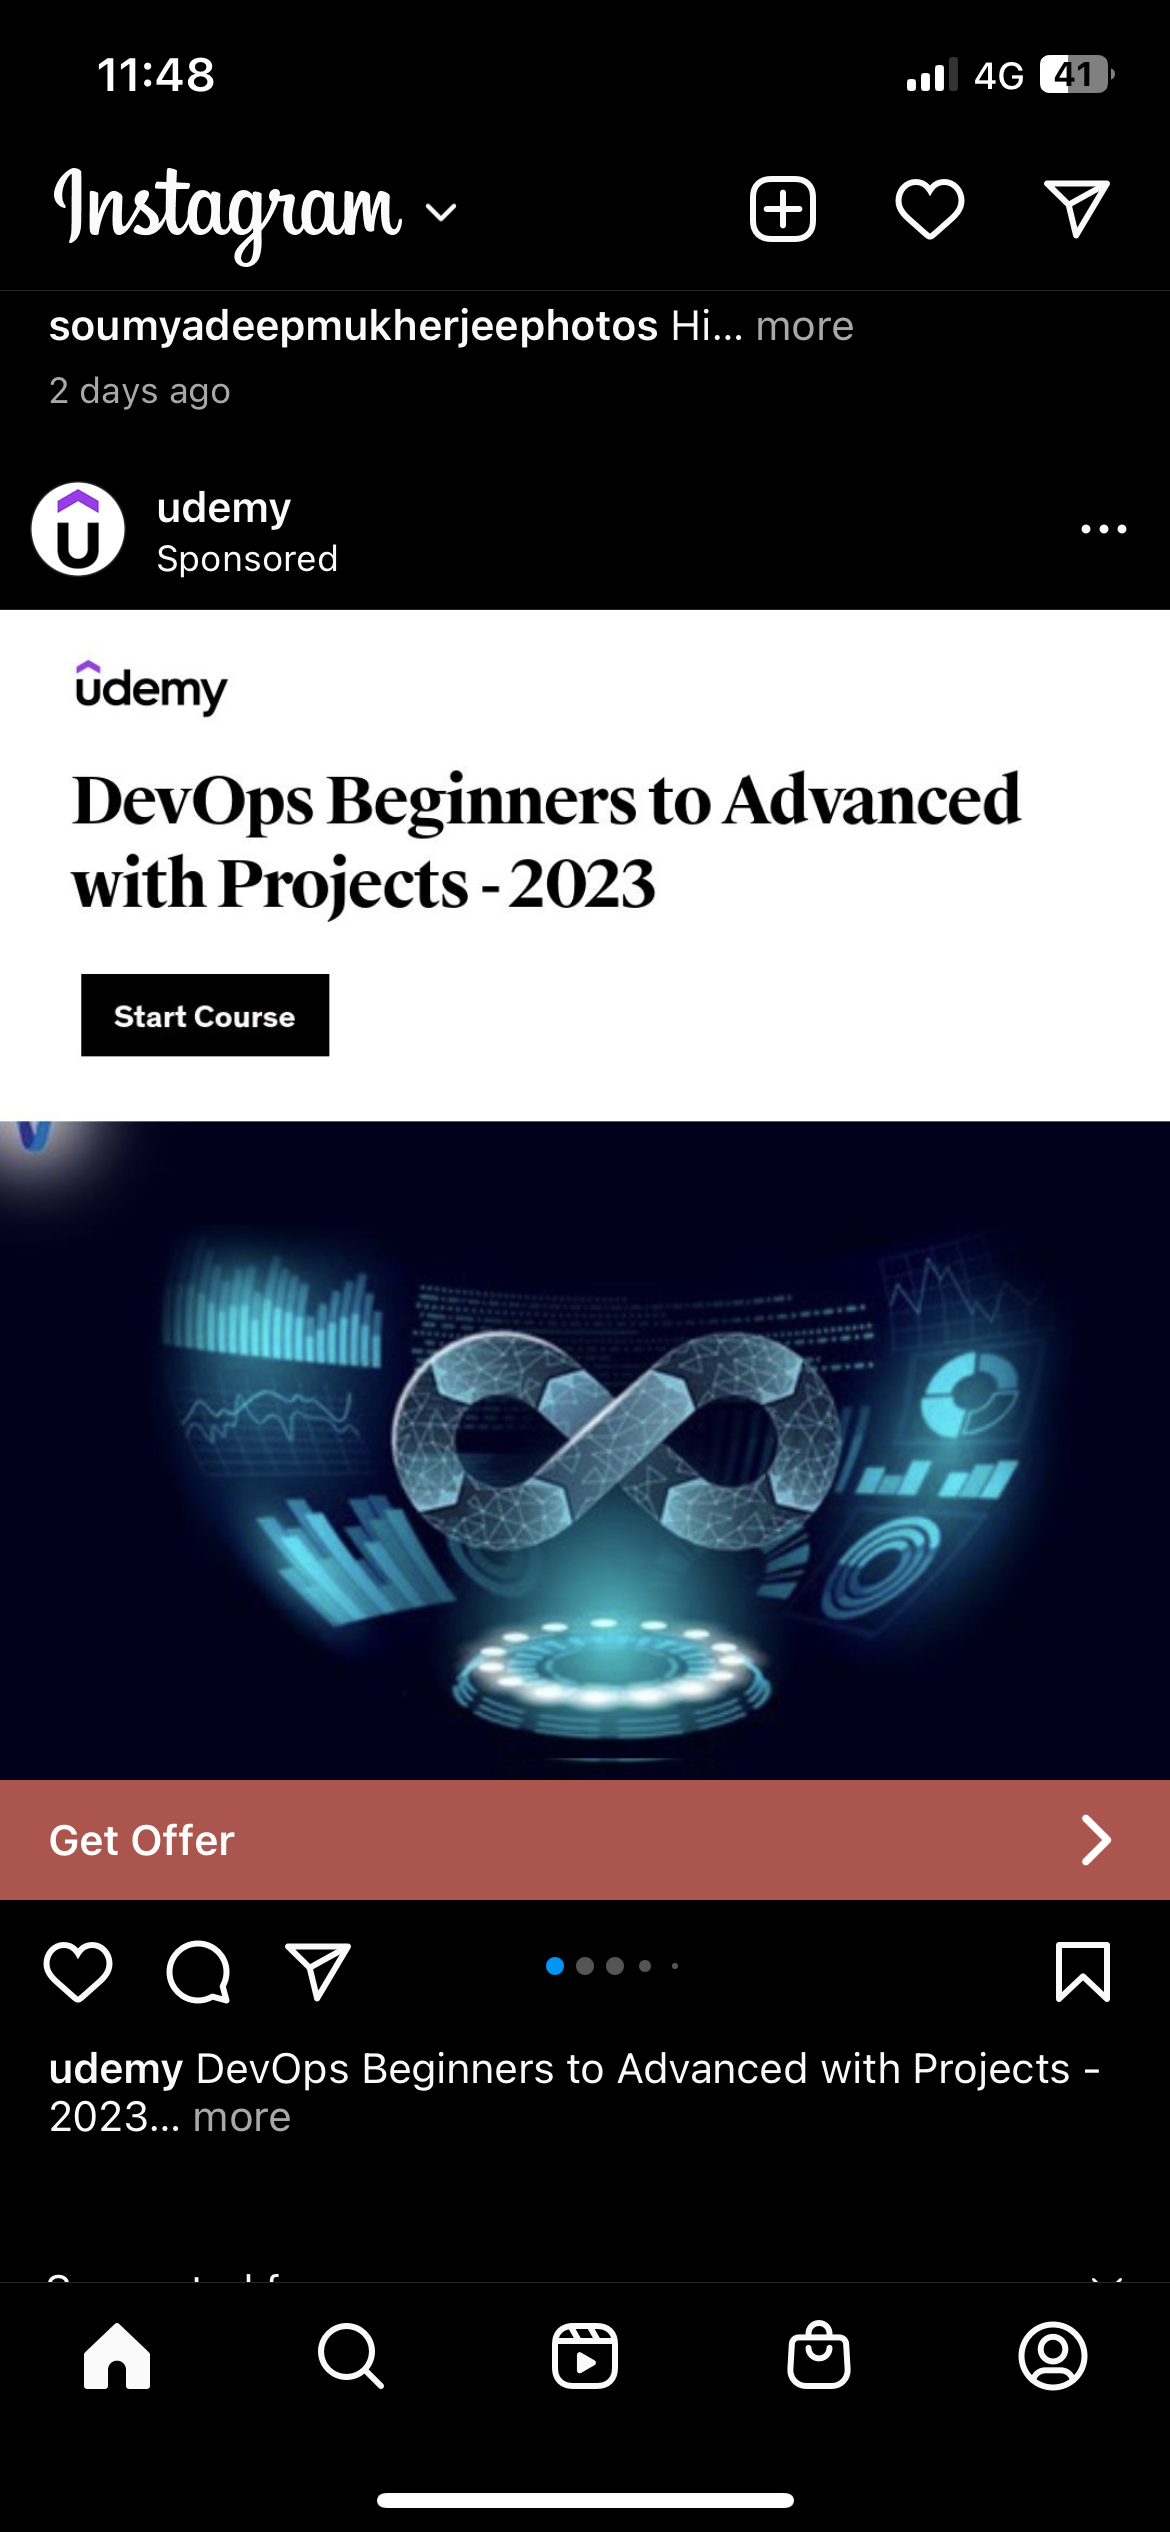 11:48
4G 41
Instagram
soumyadeepmukherjeephotos Hi... more
2 days ago
udemy
Sponsored
udemy
DevOps Beginners to Advanced
with Projects - 2023
Start Course
Get Offer
udemy DevOps Beginners to Advanced with Projects -
2023... more